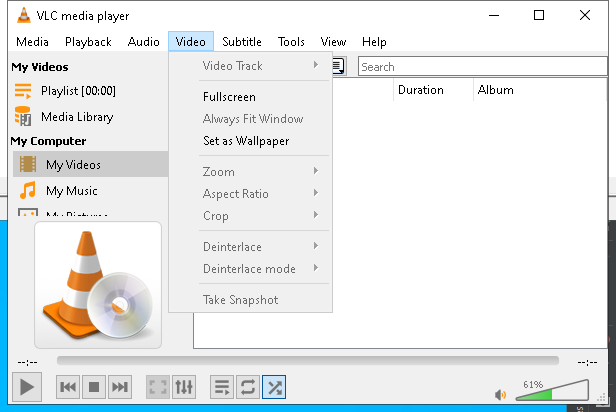 VLC media player
Media Playback Audio Video Subtitle Tools View Help
My Videos
Playlist [00:00]
Media Library
My Computer
My Videos
My Music
My Pictures
Video Track
Fullscreen
Always Fit Window
Set as Wallpaper
Zoom
Aspect Ratio
Crop
Deinterlace
Deinterlace mode
Take Snapshot
Search
Duration Album
--:-- --:--
61%